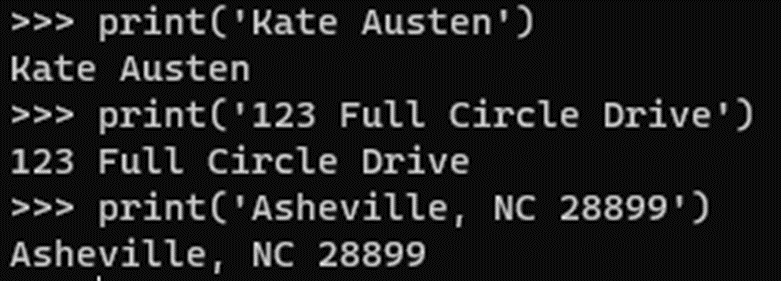 >>> print('Kate Austen')
Kate Austen
>>> print('123 Full Circle Drive')
123 Full Circle Drive
>>> print('Asheville, NC 28899')
Asheville, NC 28899